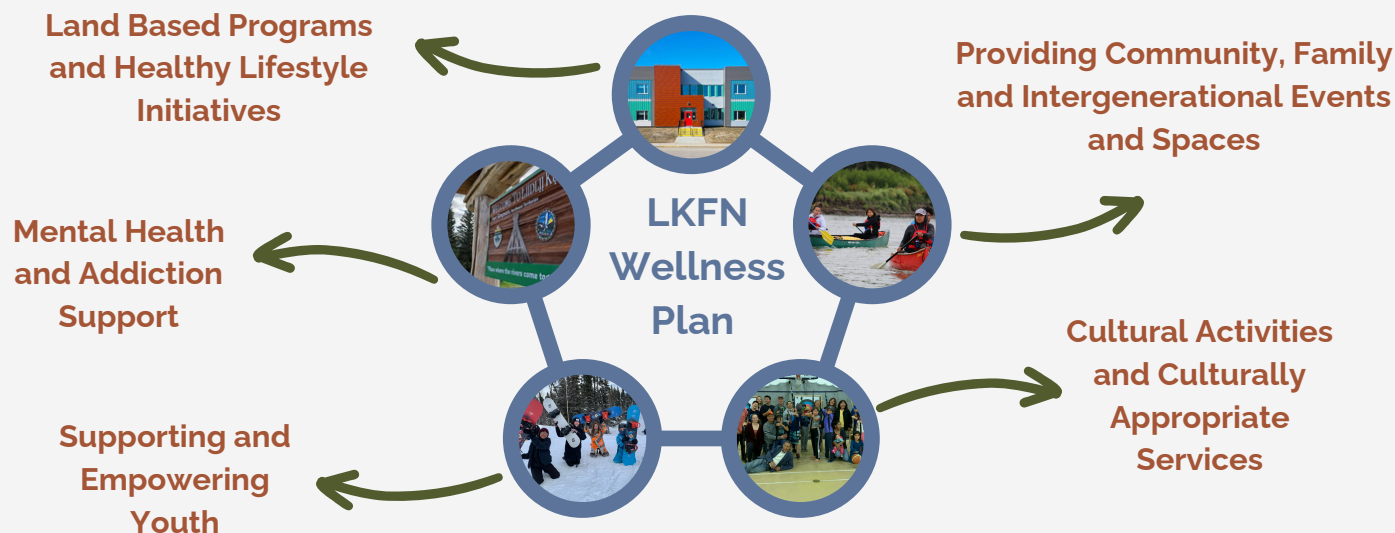 Land Based Programs
and Healthy Lifestyle
Initiatives
Providing Community, Family
and Intergenerational Events
and Spaces
LKFN
Wellness
Plan
Mental Health
and Addiction
Support
Cultural Activities
and Culturally
Appropriate
Services
Supporting and
Empowering
Youth